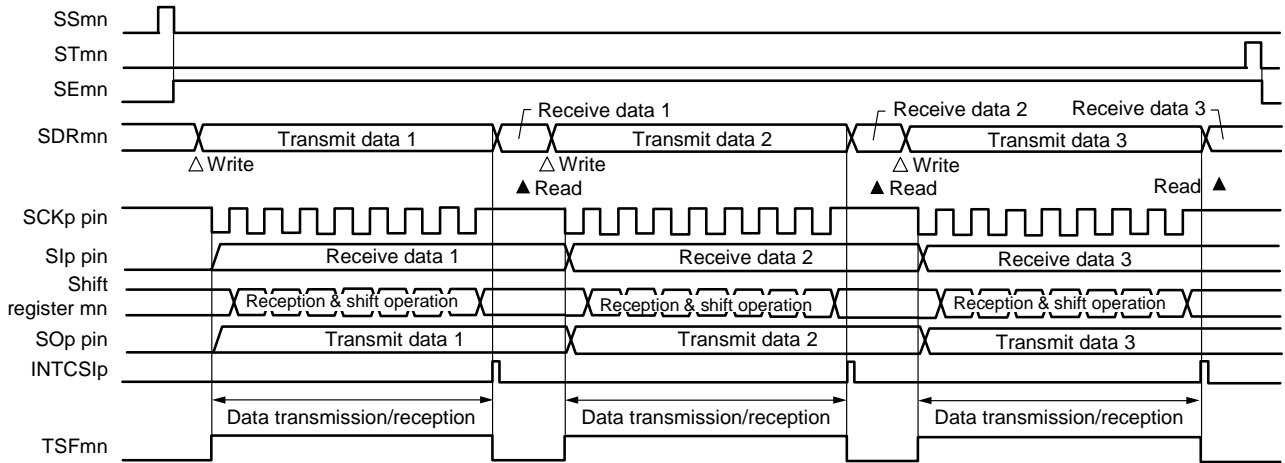 SSmn
STmn
SEmn
Receive data 1 Receive data 2 Receive data 3
SDRmn Transmit data 1 Transmit data 2 Transmit data 3
△ Write △ Write △ Write
▲ Read ▲ Read Read ▲
SCKp pin
SIp pin Receive data 1 Receive data 2 Receive data 3
Shift
register mn Reception & shift operation Reception & shift operation Reception & shift operation
SOp pin Transmit data 1 Transmit data 2 Transmit data 3
INTCSIp
Data transmission/reception Data transmission/reception Data transmission/reception
TSFmn